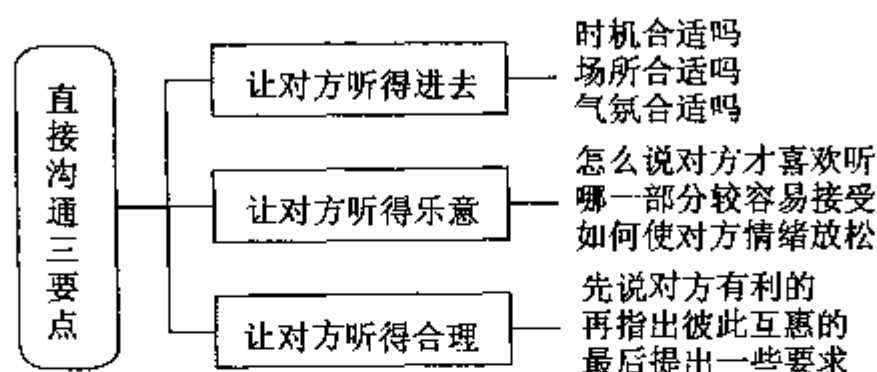 直接沟通三要点
让对方听得进去
时机合适吗
场所合适吗
气氛合适吗
让对方听得乐意
怎么说对方才喜欢听
哪一部分较容易接受
如何使对方情绪放松
让对方听得合理
先说对方有利的
再指出彼此互惠的
最后提出一些要求